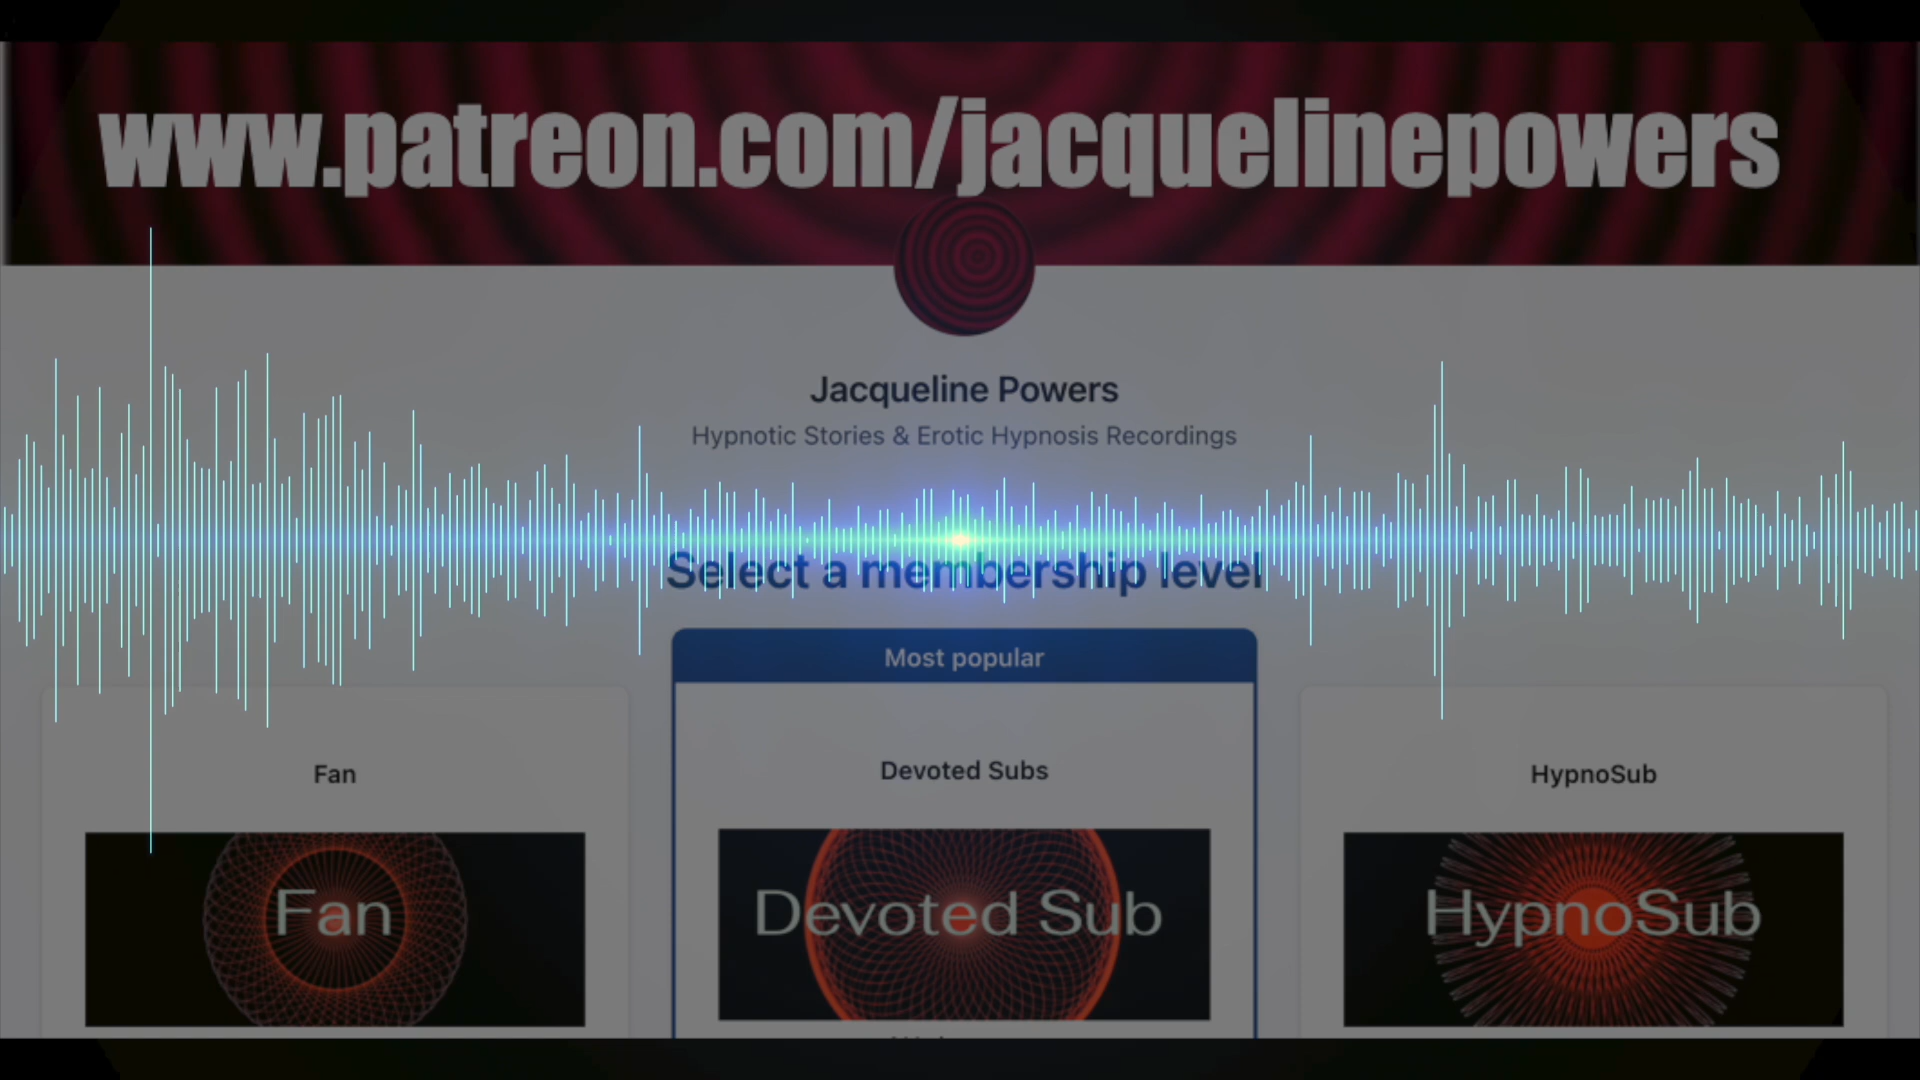 www.patreon.com/jacquelinepowers
Jacqueline Powers
Hypnotic Stories & Erotic Hypnosis Recordings
Select a membership level
Most popular
Fan
Devoted Subs
HypnoSub
Fan
Devoted Sub
HypnoSub